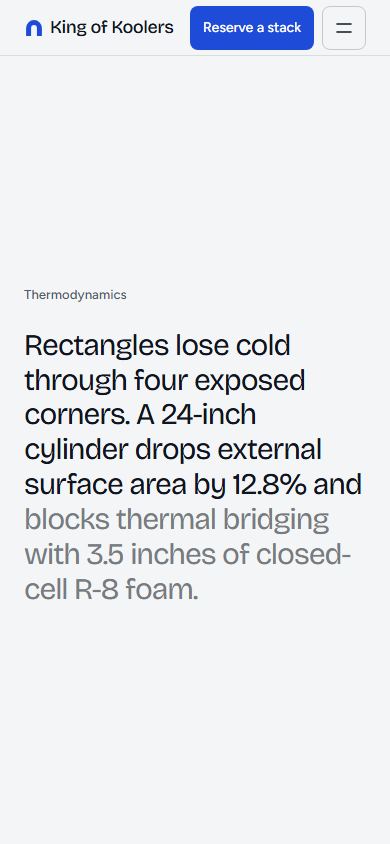 King of Koolers
Reserve a stack
Thermodynamics
Rectangles lose cold
through four exposed
corners. A 24-inch
cylinder drops external
surface area by 12.8% and
blocks thermal bridging
with 3.5 inches of closed-
cell R-8 foam.